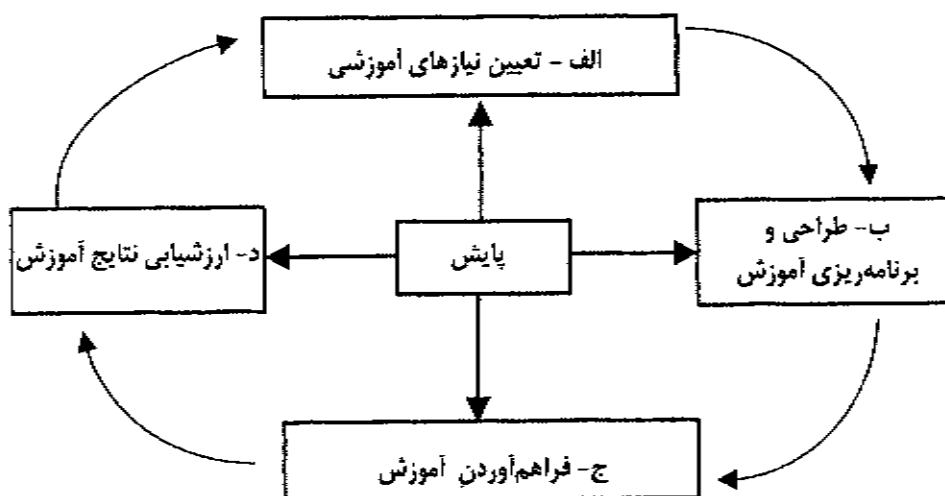 الف - تعیین نیازهای آموزشی
ب- طراحی و
برنامه‌ریزی آموزش
پایش
د- ارزشیابی نتایج آموزش
ج- فراهم‌آوردنِ آموزش